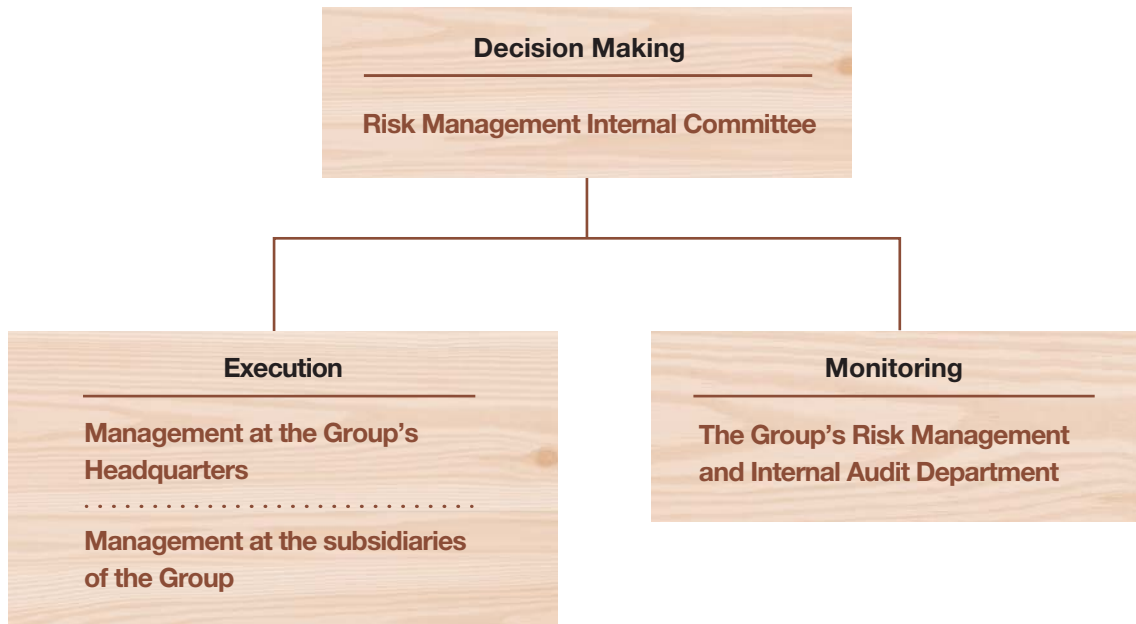 Decision Making
Risk Management Internal Committee
Execution
Management at the Group’s
Headquarters
Management at the subsidiaries
of the Group
Monitoring
The Group’s Risk Management
and Internal Audit Department